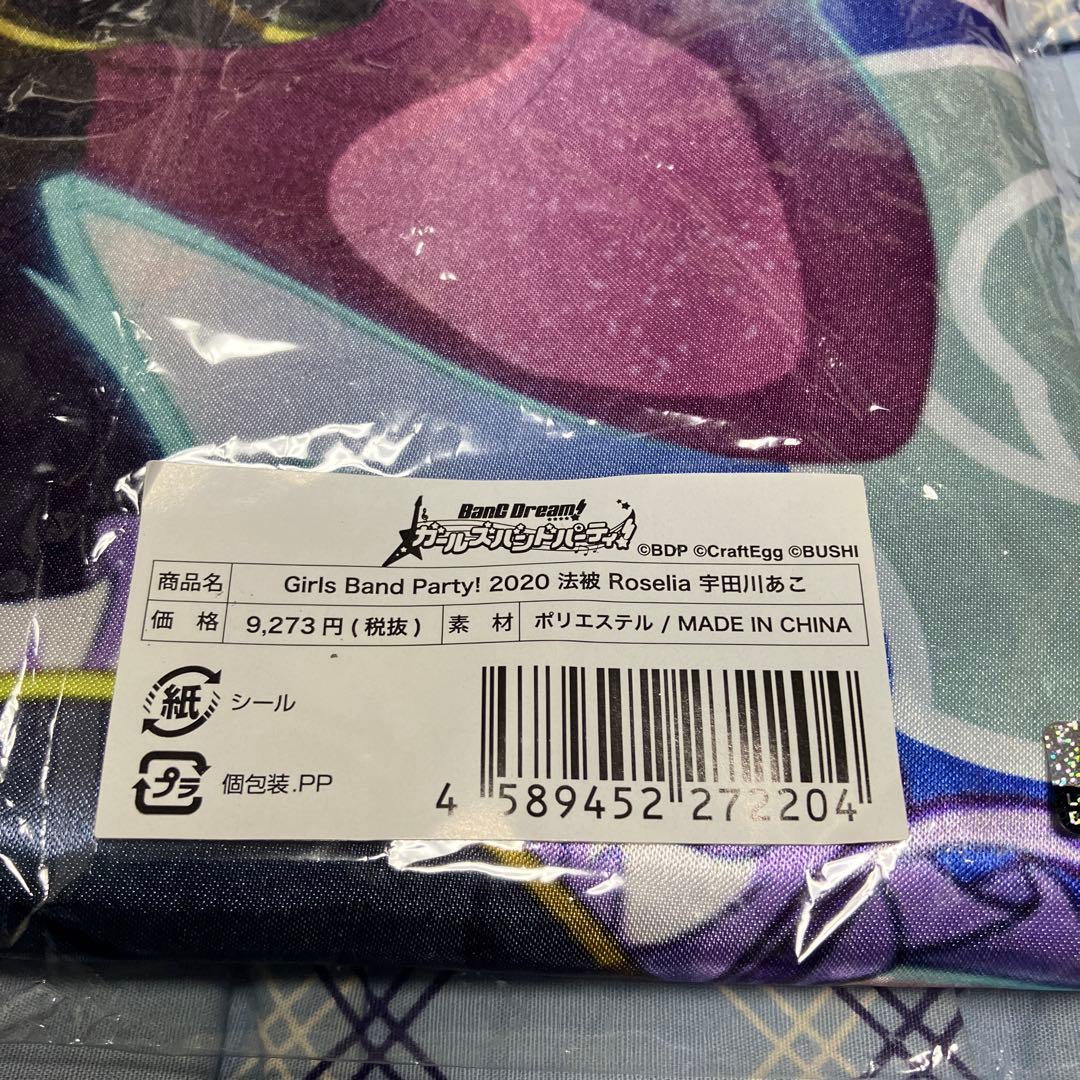 BanG Dream!
ガールズバンドパーティ!
©BDP ©CraftEgg ©BUSHI
商品名 Girls Band Party! 2020 法被 Roselia 宇田川あこ
価 格 9,273円(税抜) 素 材 ポリエステル / MADE IN CHINA
紙 シール
プラ 個包装.PP
4 589452 272204